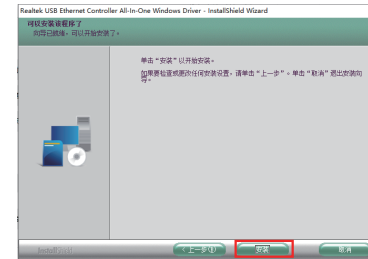 Realtek USB Ethernet Controller All-In-One Windows Driver - InstallShield Wizard
可以安装该程序了
向导已就绪，可以开始安装了。
单击“安装”以开始安装。
如果要检查或更改任何安装设置，请单击“上一步”。单击“取消”退出安装向
导。
InstallShield
< 上一步(B)
安装
取消